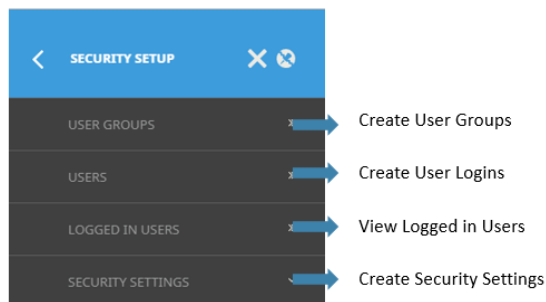 SECURITY SETUP
USER GROUPS Create User Groups
USERS Create User Logins
LOGGED IN USERS View Logged in Users
SECURITY SETTINGS Create Security Settings